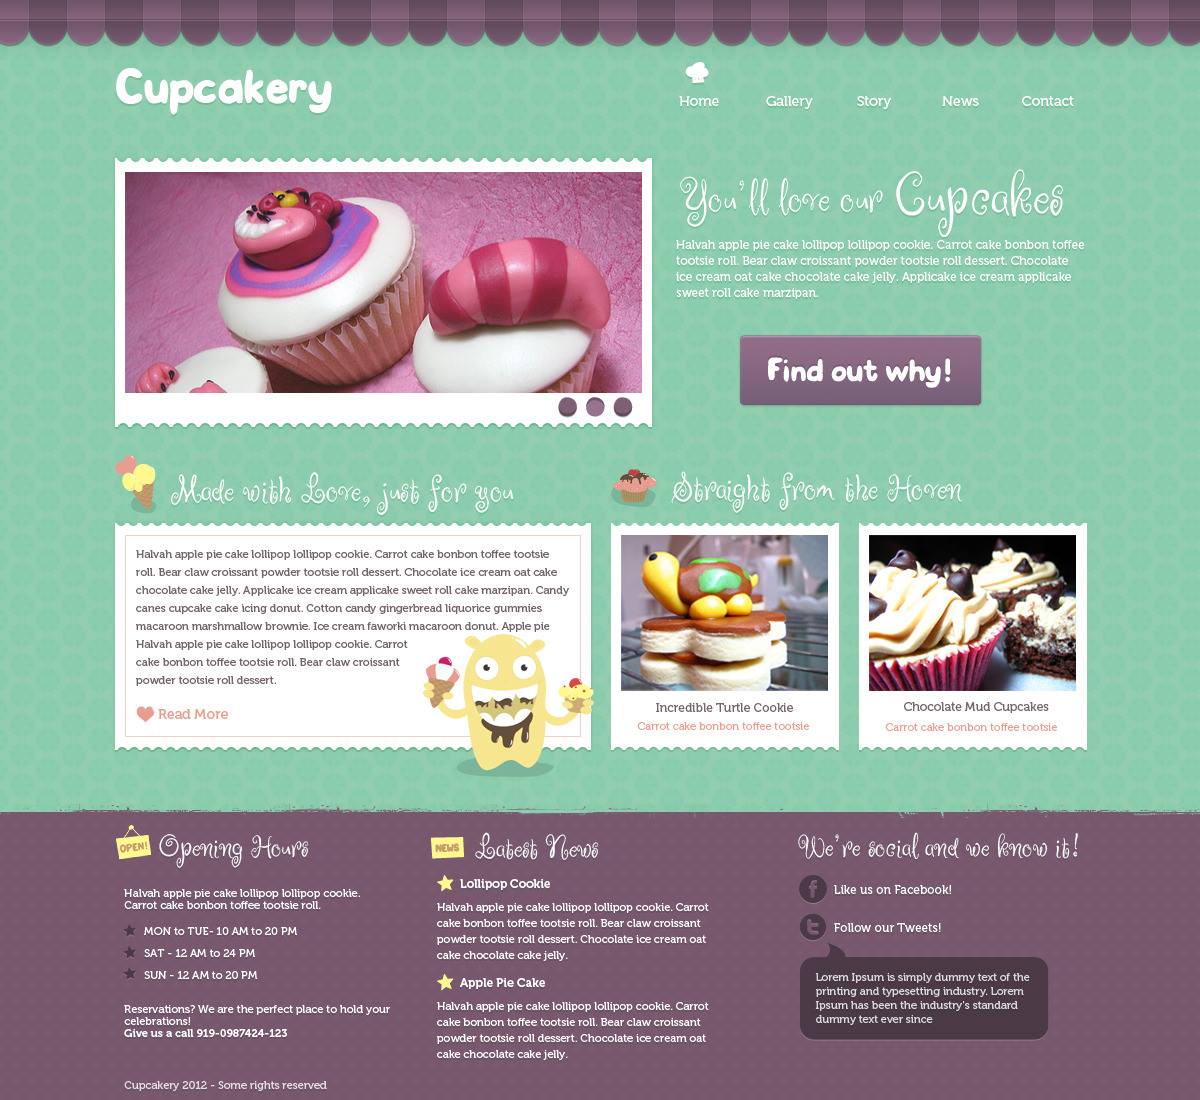 Cupcakery
Home Gallery Story News Contact
You'll love our Cupcakes
Halvah apple pie cake lollipop lollipop cookie. Carrot cake bonbon toffee
tootsie roll. Bear claw croissant powder tootsie roll dessert. Chocolate
ice cream oat cake chocolate cake jelly. Applicake ice cream applicake
sweet roll cake marzipan.
Find out why!
Made with Love, just for you
Halvah apple pie cake lollipop lollipop cookie. Carrot cake bonbon toffee tootsie
roll. Bear claw croissant powder tootsie roll dessert. Chocolate ice cream oat cake
chocolate cake jelly. Applicake ice cream applicake sweet roll cake marzipan. Candy
canes cupcake cake icing donut. Cotton candy gingerbread liquorice gummies
macaroon marshmallow brownie. Ice cream faworki macaroon donut. Apple pie
Halvah apple pie cake lollipop lollipop cookie. Carrot
cake bonbon toffee tootsie roll. Bear claw croissant
powder tootsie roll dessert.
Read More
Straight from the Hoven
Incredible Turtle Cookie
Carrot cake bonbon toffee tootsie
Chocolate Mud Cupcakes
Carrot cake bonbon toffee tootsie
OPEN!
Opening Hours
Halvah apple pie cake lollipop lollipop cookie.
Carrot cake bonbon toffee tootsie roll.
MON to TUE- 10 AM to 20 PM
SAT - 12 AM to 24 PM
SUN - 12 AM to 20 PM
Reservations? We are the perfect place to hold your
celebrations!
Give us a call 919-0987424-123
Cupcakery 2012 - Some rights reserved
NEWS
Latest News
Lollipop Cookie
Halvah apple pie cake lollipop lollipop cookie. Carrot
cake bonbon toffee tootsie roll. Bear claw croissant
powder tootsie roll dessert. Chocolate ice cream oat
cake chocolate cake jelly.
Apple Pie Cake
Halvah apple pie cake lollipop lollipop cookie. Carrot
cake bonbon toffee tootsie roll. Bear claw croissant
powder tootsie roll dessert. Chocolate ice cream oat
cake chocolate cake jelly.
We're social and we know it!
f Like us on Facebook!
t Follow our Tweets!
Lorem Ipsum is simply dummy text of the
printing and typesetting industry. Lorem
Ipsum has been the industry's standard
dummy text ever since